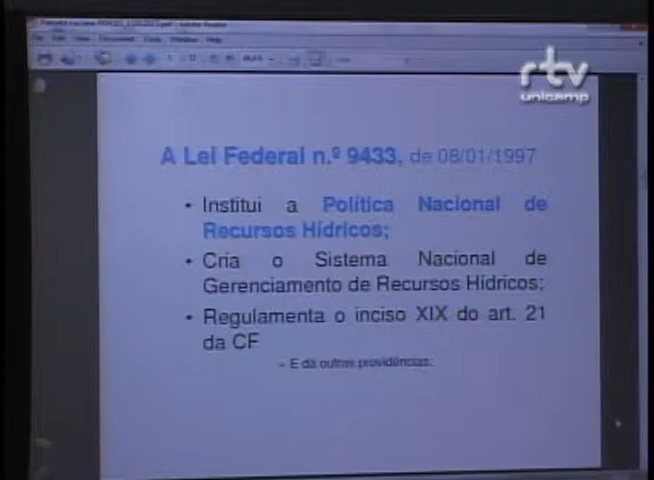 rtv
unicamp
A Lei Federal n.º 9433, de 08/01/1997
• Institui a Política Nacional de
Recursos Hídricos;
• Cria o Sistema Nacional de
Gerenciamento de Recursos Hídricos;
• Regulamenta o inciso XIX do art. 21
da CF
– E dá outras providências.